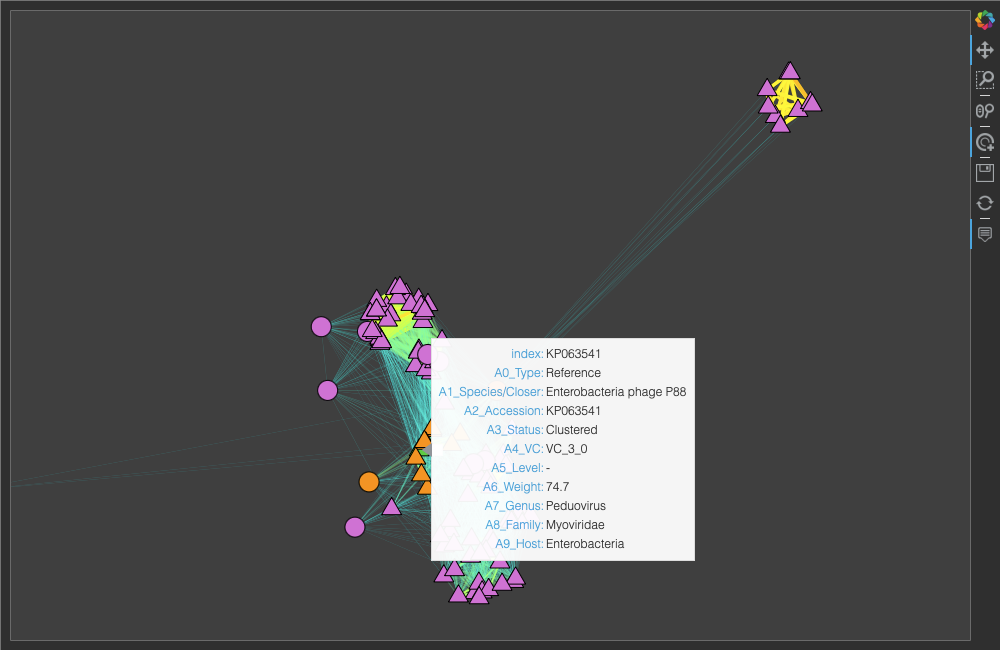 index: KP063541
A0_Type: Reference
A1_Species/Closer: Enterobacteria phage P88
A2_Accession: KP063541
A3_Status: Clustered
A4_VC: VC_3_0
A5_Level: -
A6_Weight: 74.7
A7_Genus: Peduovirus
A8_Family: Myoviridae
A9_Host: Enterobacteria